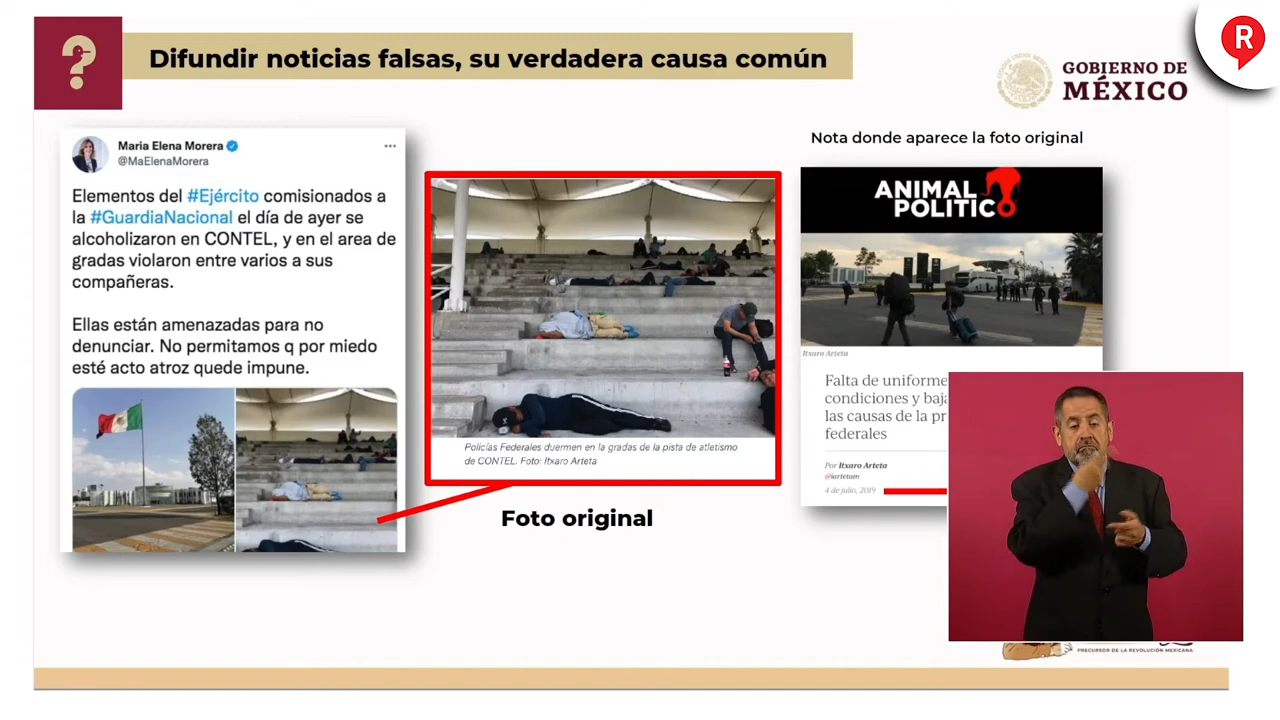 Difundir noticias falsas, su verdadera causa común
GOBIERNO DE
MÉXICO
R
Maria Elena Morera
@MaElenaMorera
Elementos del #Ejército comisionados a
la #GuardiaNacional el día de ayer se
alcoholizaron en CONTEL, y en el area de
gradas violaron entre varios a sus
compañeras.
Ellas están amenazadas para no
denunciar. No permitamos q por miedo
esté acto atroz quede impune.
Policías Federales duermen en la gradas de la pista de atletismo
de CONTEL. Foto: Itxaro Arteta
Foto original
Nota donde aparece la foto original
ANIMAL
POLITICO
Itxaro Arteta
Falta de uniforme
condiciones y baja
las causas de la pr
federales
Por Itxaro Arteta
@iartetam
4 de julio, 2019
PRECURSOR DE LA REVOLUCIÓN MEXICANA